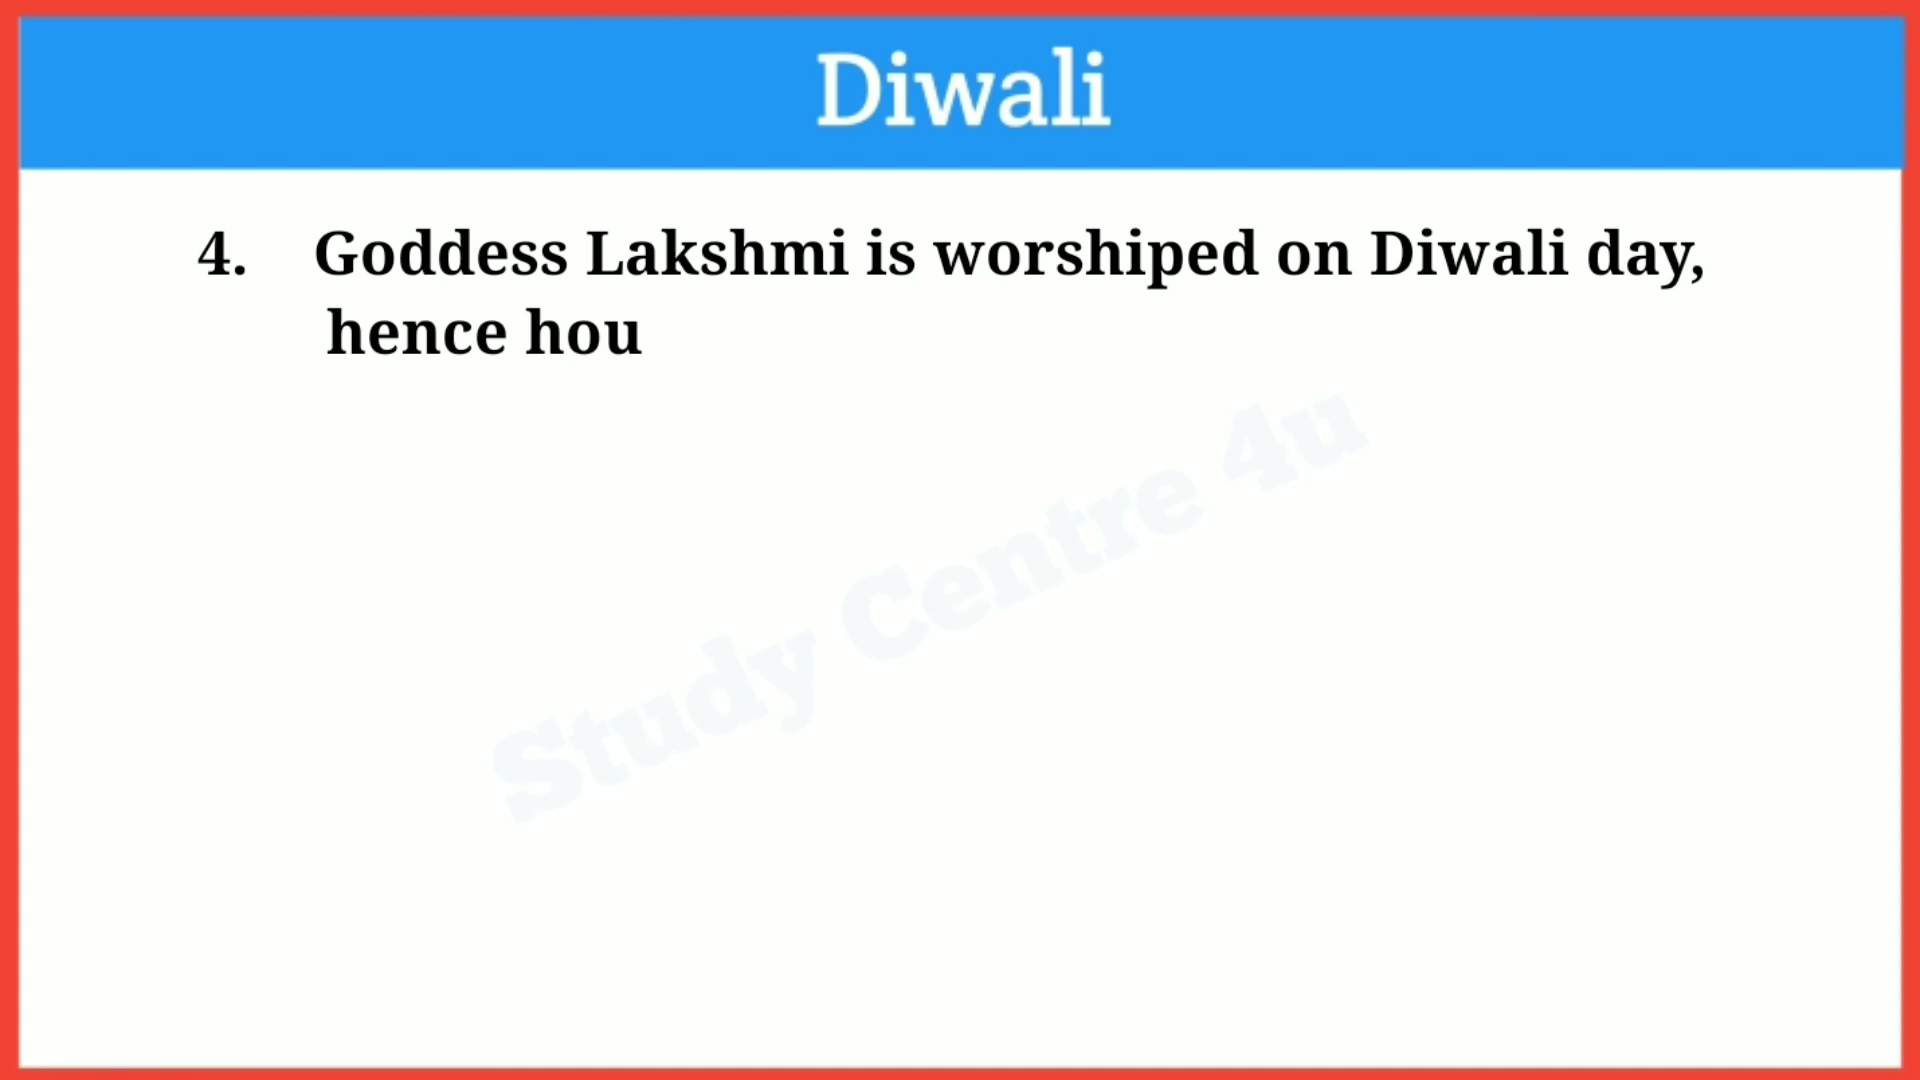 Diwali
4. Goddess Lakshmi is worshiped on Diwali day,
hence hou
Study Centre 4u